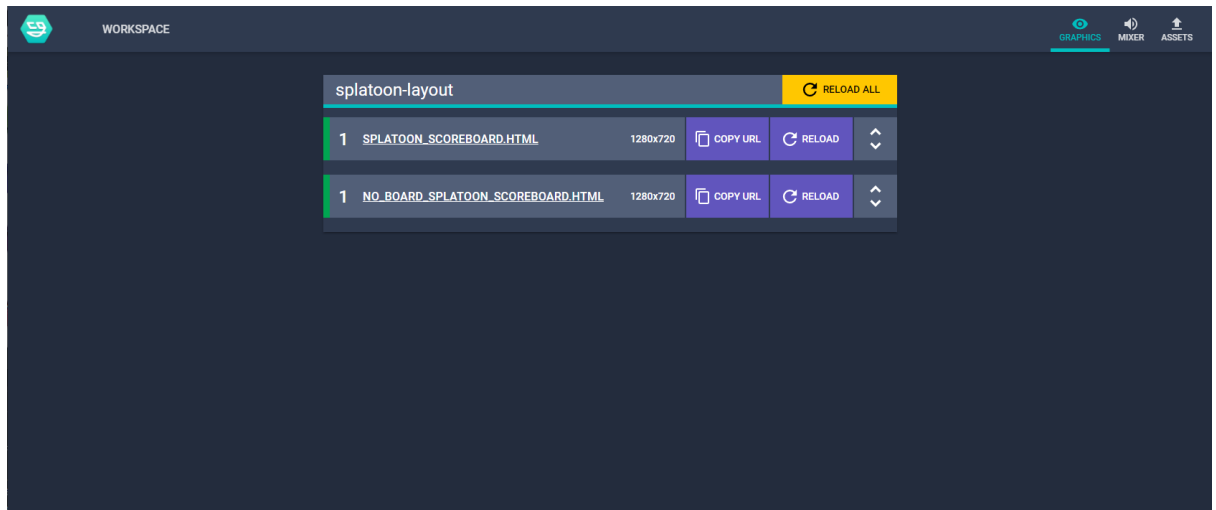 WORKSPACE
GRAPHICS MIXER ASSETS
splatoon-layout RELOAD ALL
1 SPLATOON_SCOREBOARD.HTML 1280x720 COPY URL RELOAD
1 NO_BOARD_SPLATOON_SCOREBOARD.HTML 1280x720 COPY URL RELOAD